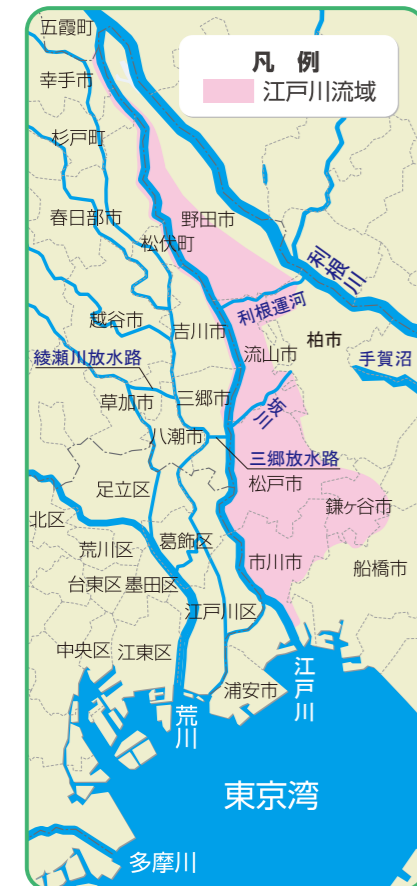 五霞町
凡 例
江戸川流域
幸手市
杉戸町
春日部市
野田市
松伏町
利根川
利根運河
越谷市
吉川市
柏市
流山市
綾瀬川放水路
手賀沼
草加市
三郷市
坂川
八潮市
三郷放水路
足立区
松戸市
鎌ヶ谷市
北区
荒川区
葛飾区
市川市
船橋市
台東区
墨田区
江戸川区
中央区
江東区
浦安市
江戸川
荒川
東京湾
多摩川